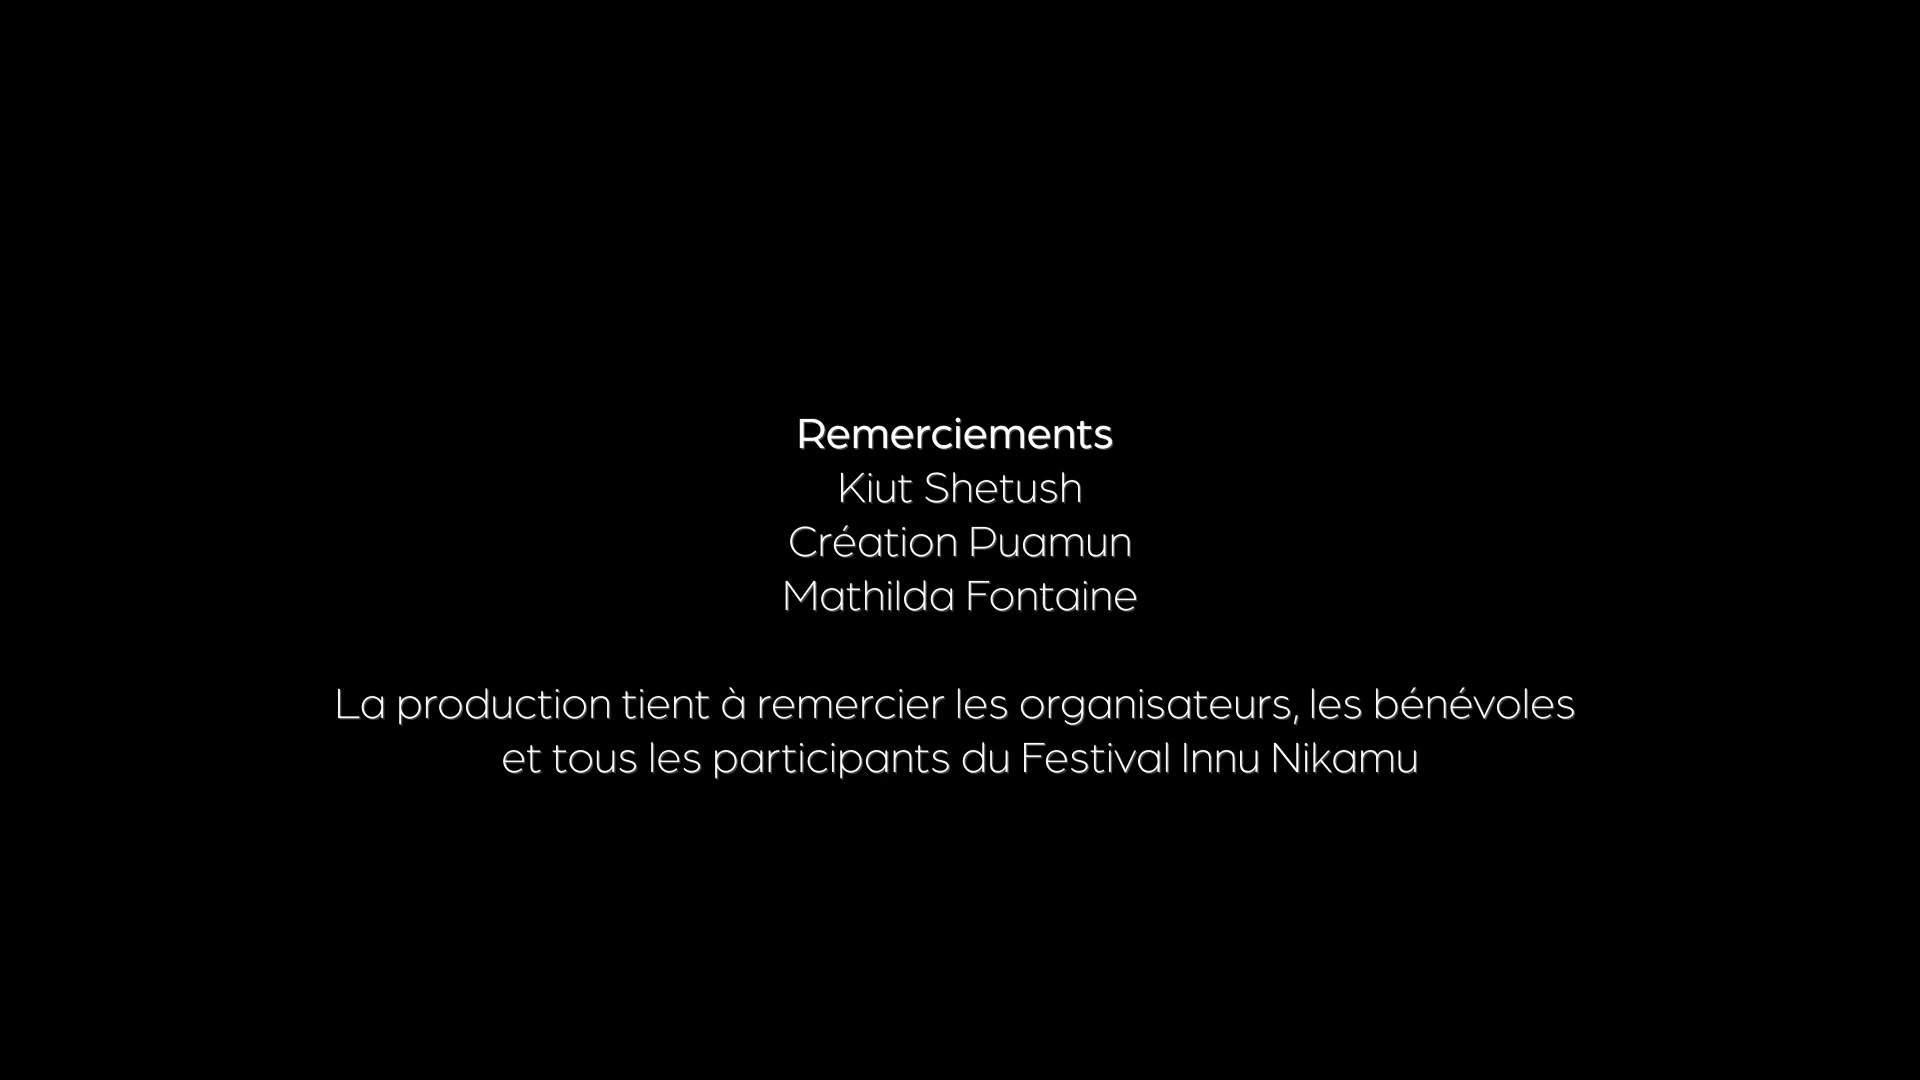 Remerciements
Kiut Shetush
Création Puamun
Mathilda Fontaine
La production tient à remercier les organisateurs, les bénévoles
et tous les participants du Festival Innu Nikamu